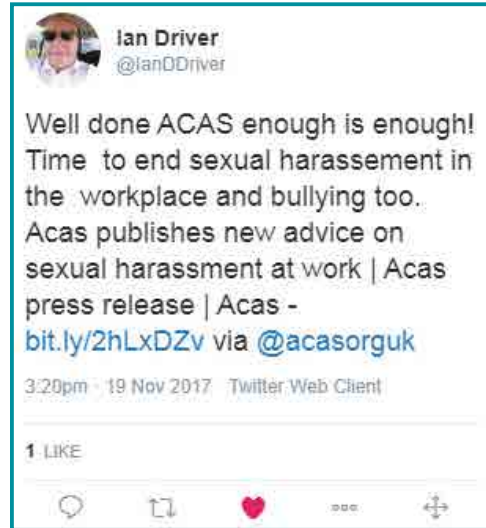 Ian Driver
@IanDDriver
Well done ACAS enough is enough!
Time to end sexual harassement in
the workplace and bullying too.
Acas publishes new advice on
sexual harassment at work | Acas
press release | Acas -
bit.ly/2hLxDZv via @acasorguk
3:20pm · 19 Nov 2017 Twitter Web Client
1 LIKE